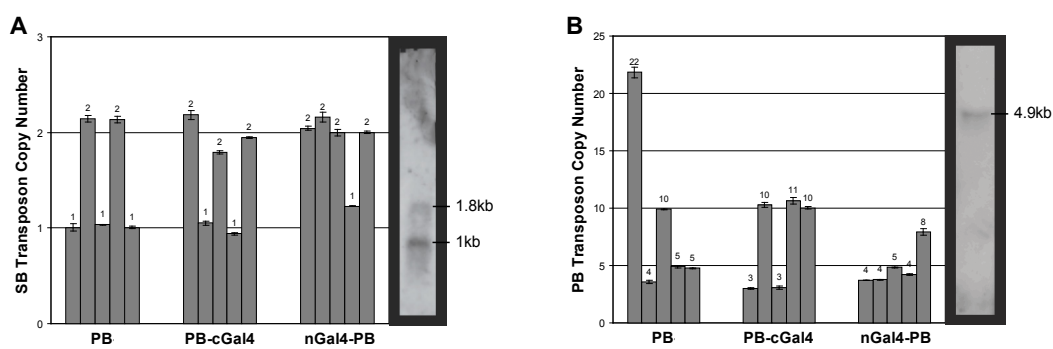 A
B
SB Transposon Copy Number
3
2
1
0
1 2 1 2 1
2 1 2 1 2
2 2 2 1 2
PB
PB-cGal4
nGal4-PB
1.8kb
1kb
PB Transposon Copy Number
25
20
15
10
5
0
22 4 10 5 5
3 10 3 11 10
4 4 5 4 8
PB
PB-cGal4
nGal4-PB
4.9kb